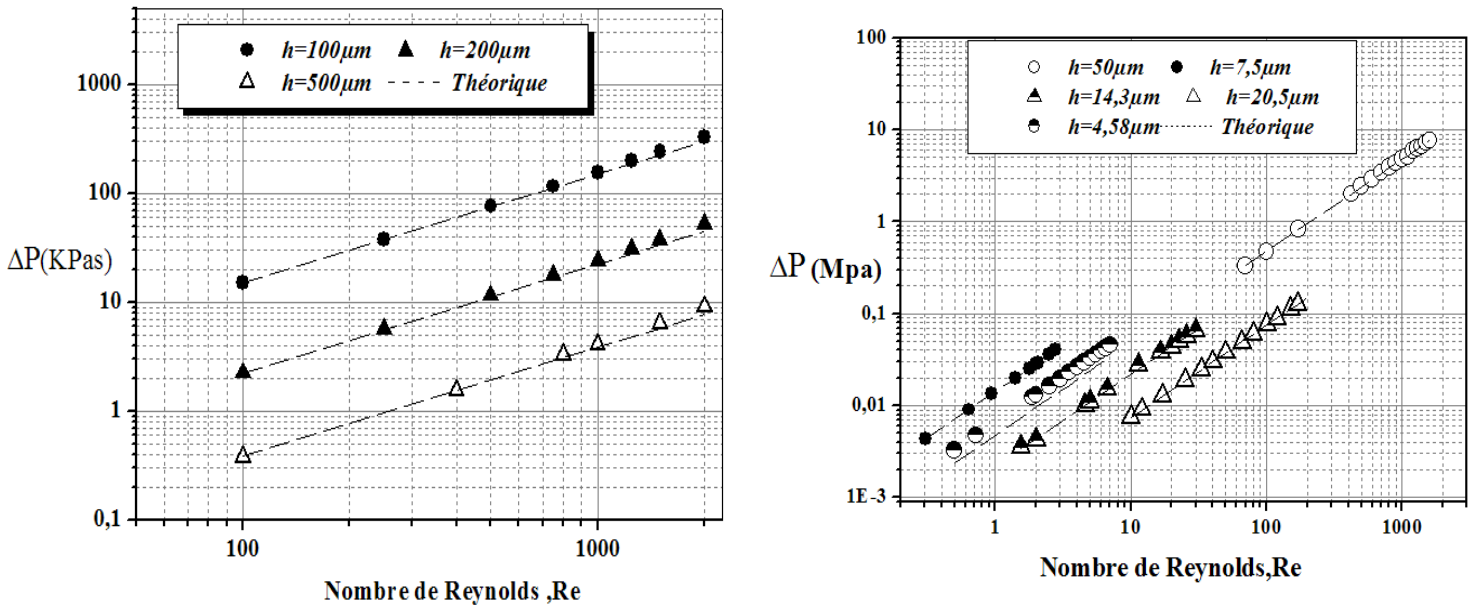 h=100µm h=200µm
h=500µm Théorique
1000
100
10
1
0,1
ΔP(KPas)
100 1000
Nombre de Reynolds ,Re
h=50µm h=7,5µm
h=14,3µm h=20,5µm
h=4,58µm Théorique
100
10
1
0,1
0,01
1E-3
ΔP (Mpa)
1 10 100 1000
Nombre de Reynolds,Re